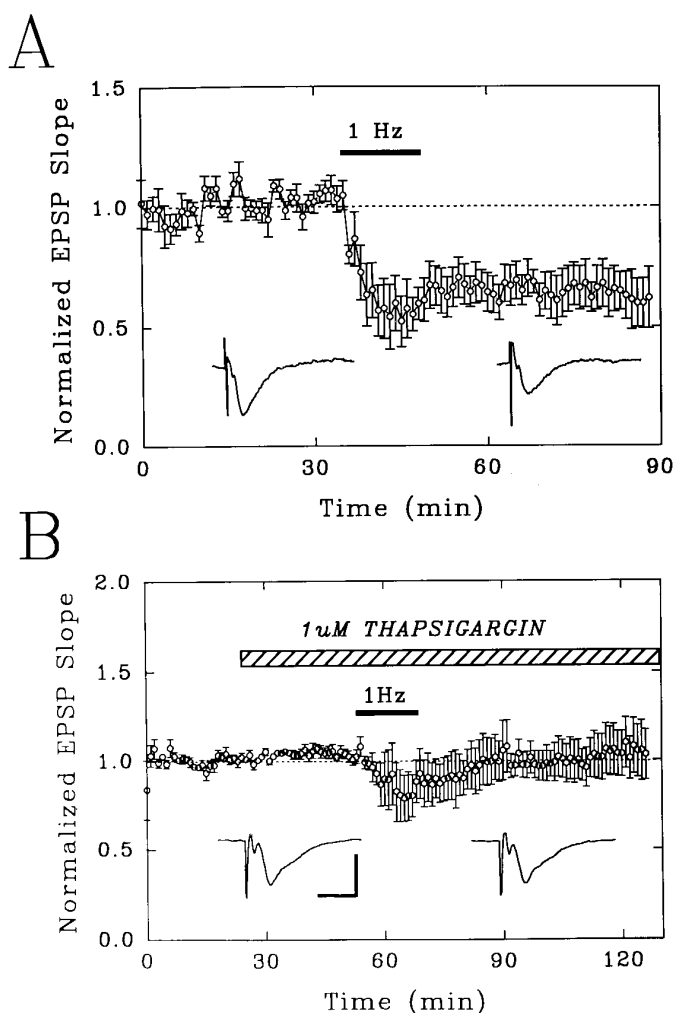 A
Normalized EPSP Slope
1.5
1.0
0.5
0.0
1 Hz
0
30
60
90
Time (min)
B
Normalized EPSP Slope
2.0
1.5
1.0
0.5
0.0
1uM THAPSIGARGIN
1Hz
0
30
60
90
120
Time (min)